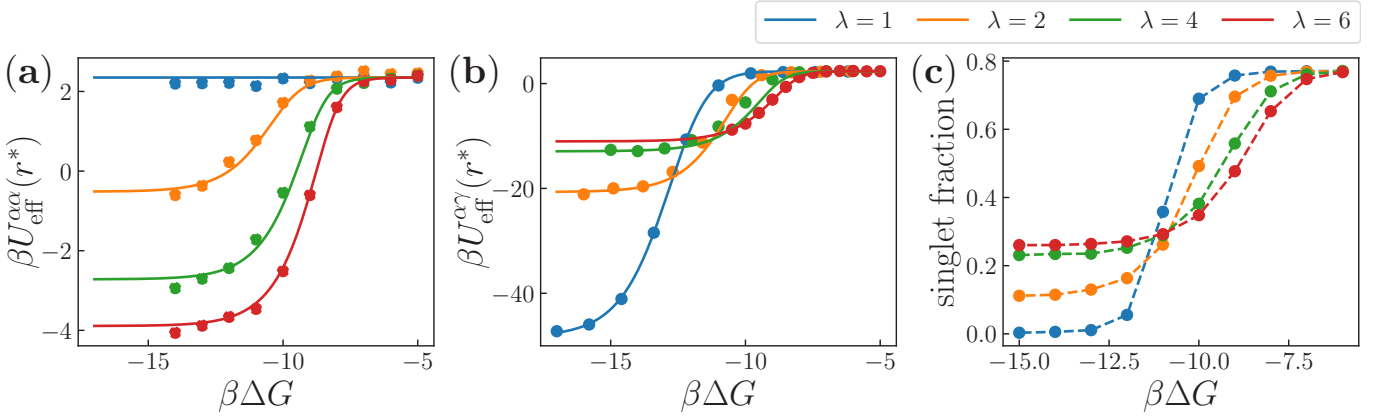 λ = 1 λ = 2 λ = 4 λ = 6
(a)
βU_eff^αα(r*)
2
0
−2
−4
−15 −10 −5
βΔG
(b)
βU_eff^αγ(r*)
0
−20
−40
−15 −10 −5
βΔG
(c)
singlet fraction
0.8
0.6
0.4
0.2
0.0
−15.0 −12.5 −10.0 −7.5
βΔG